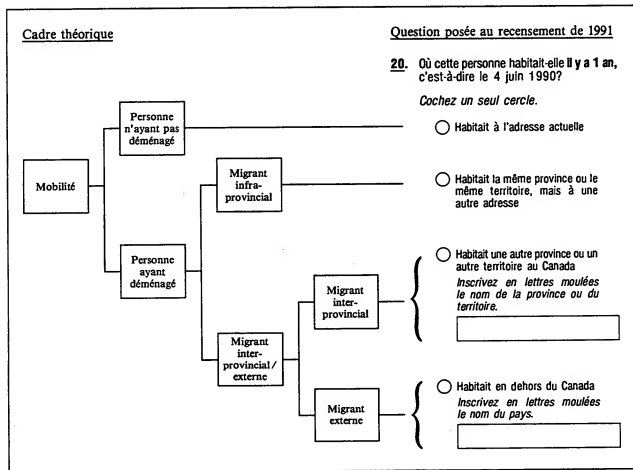 Cadre théorique
Question posée au recensement de 1991
20. Où cette personne habitait-elle il y a 1 an,
c'est-à-dire le 4 juin 1990?
Cochez un seul cercle.
Personne
n'ayant pas
déménagé
Habitait à l'adresse actuelle
Mobilité
Migrant
infra-
provincial
Habitait la même province ou le
même territoire, mais à une
autre adresse
Personne
ayant
déménagé
Migrant
inter-
provincial
Habitait une autre province ou un
autre territoire au Canada
Inscrivez en lettres moulées
le nom de la province ou du
territoire.
Migrant
inter-
provincial/
externe
Migrant
externe
Habitait en dehors du Canada
Inscrivez en lettres moulées
le nom du pays.